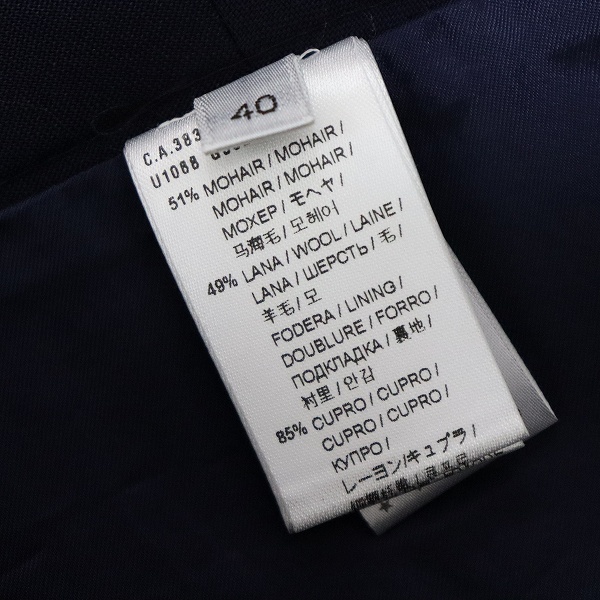 40
C.A.383
U1088
51% MOHAIR / MOHAIR /
MOHAIR / MOHAIR /
МОХЕР / モヘヤ /
马海毛 / 모헤어
49% LANA / WOOL / LAINE /
LANA / ШЕРСТЬ / 毛 /
羊毛 / 모
FODERA / LINING /
DOUBLURE / FORRO /
ПОДКЛАДКА / 裏地 /
衬里 / 안감
85% CUPRO / CUPRO /
CUPRO / CUPRO /
КУПРО /
レーヨン/キュプラ /